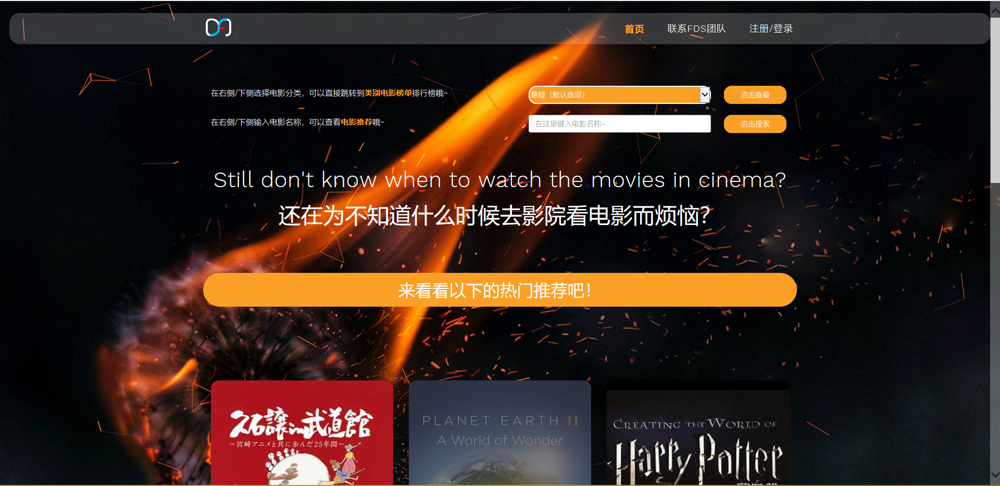 首页
联系FDS团队
注册/登录
在右侧/下侧选择电影分类，可以直接跳转到类别电影榜单排行榜哦~
悬疑（默认选项）
点击查看
在右侧/下侧输入电影名称，可以查看电影推荐哦~
在这里键入电影名称~
点击搜索
Still don't know when to watch the movies in cinema?
还在为不知道什么时候去影院看电影而烦恼？
来看看以下的热门推荐吧！
久石譲in武道館
～宮崎アニメと共に歩んだ25年間～
PLANET EARTH II
A World of Wonder
CREATING THE WORLD OF
Harry Potter